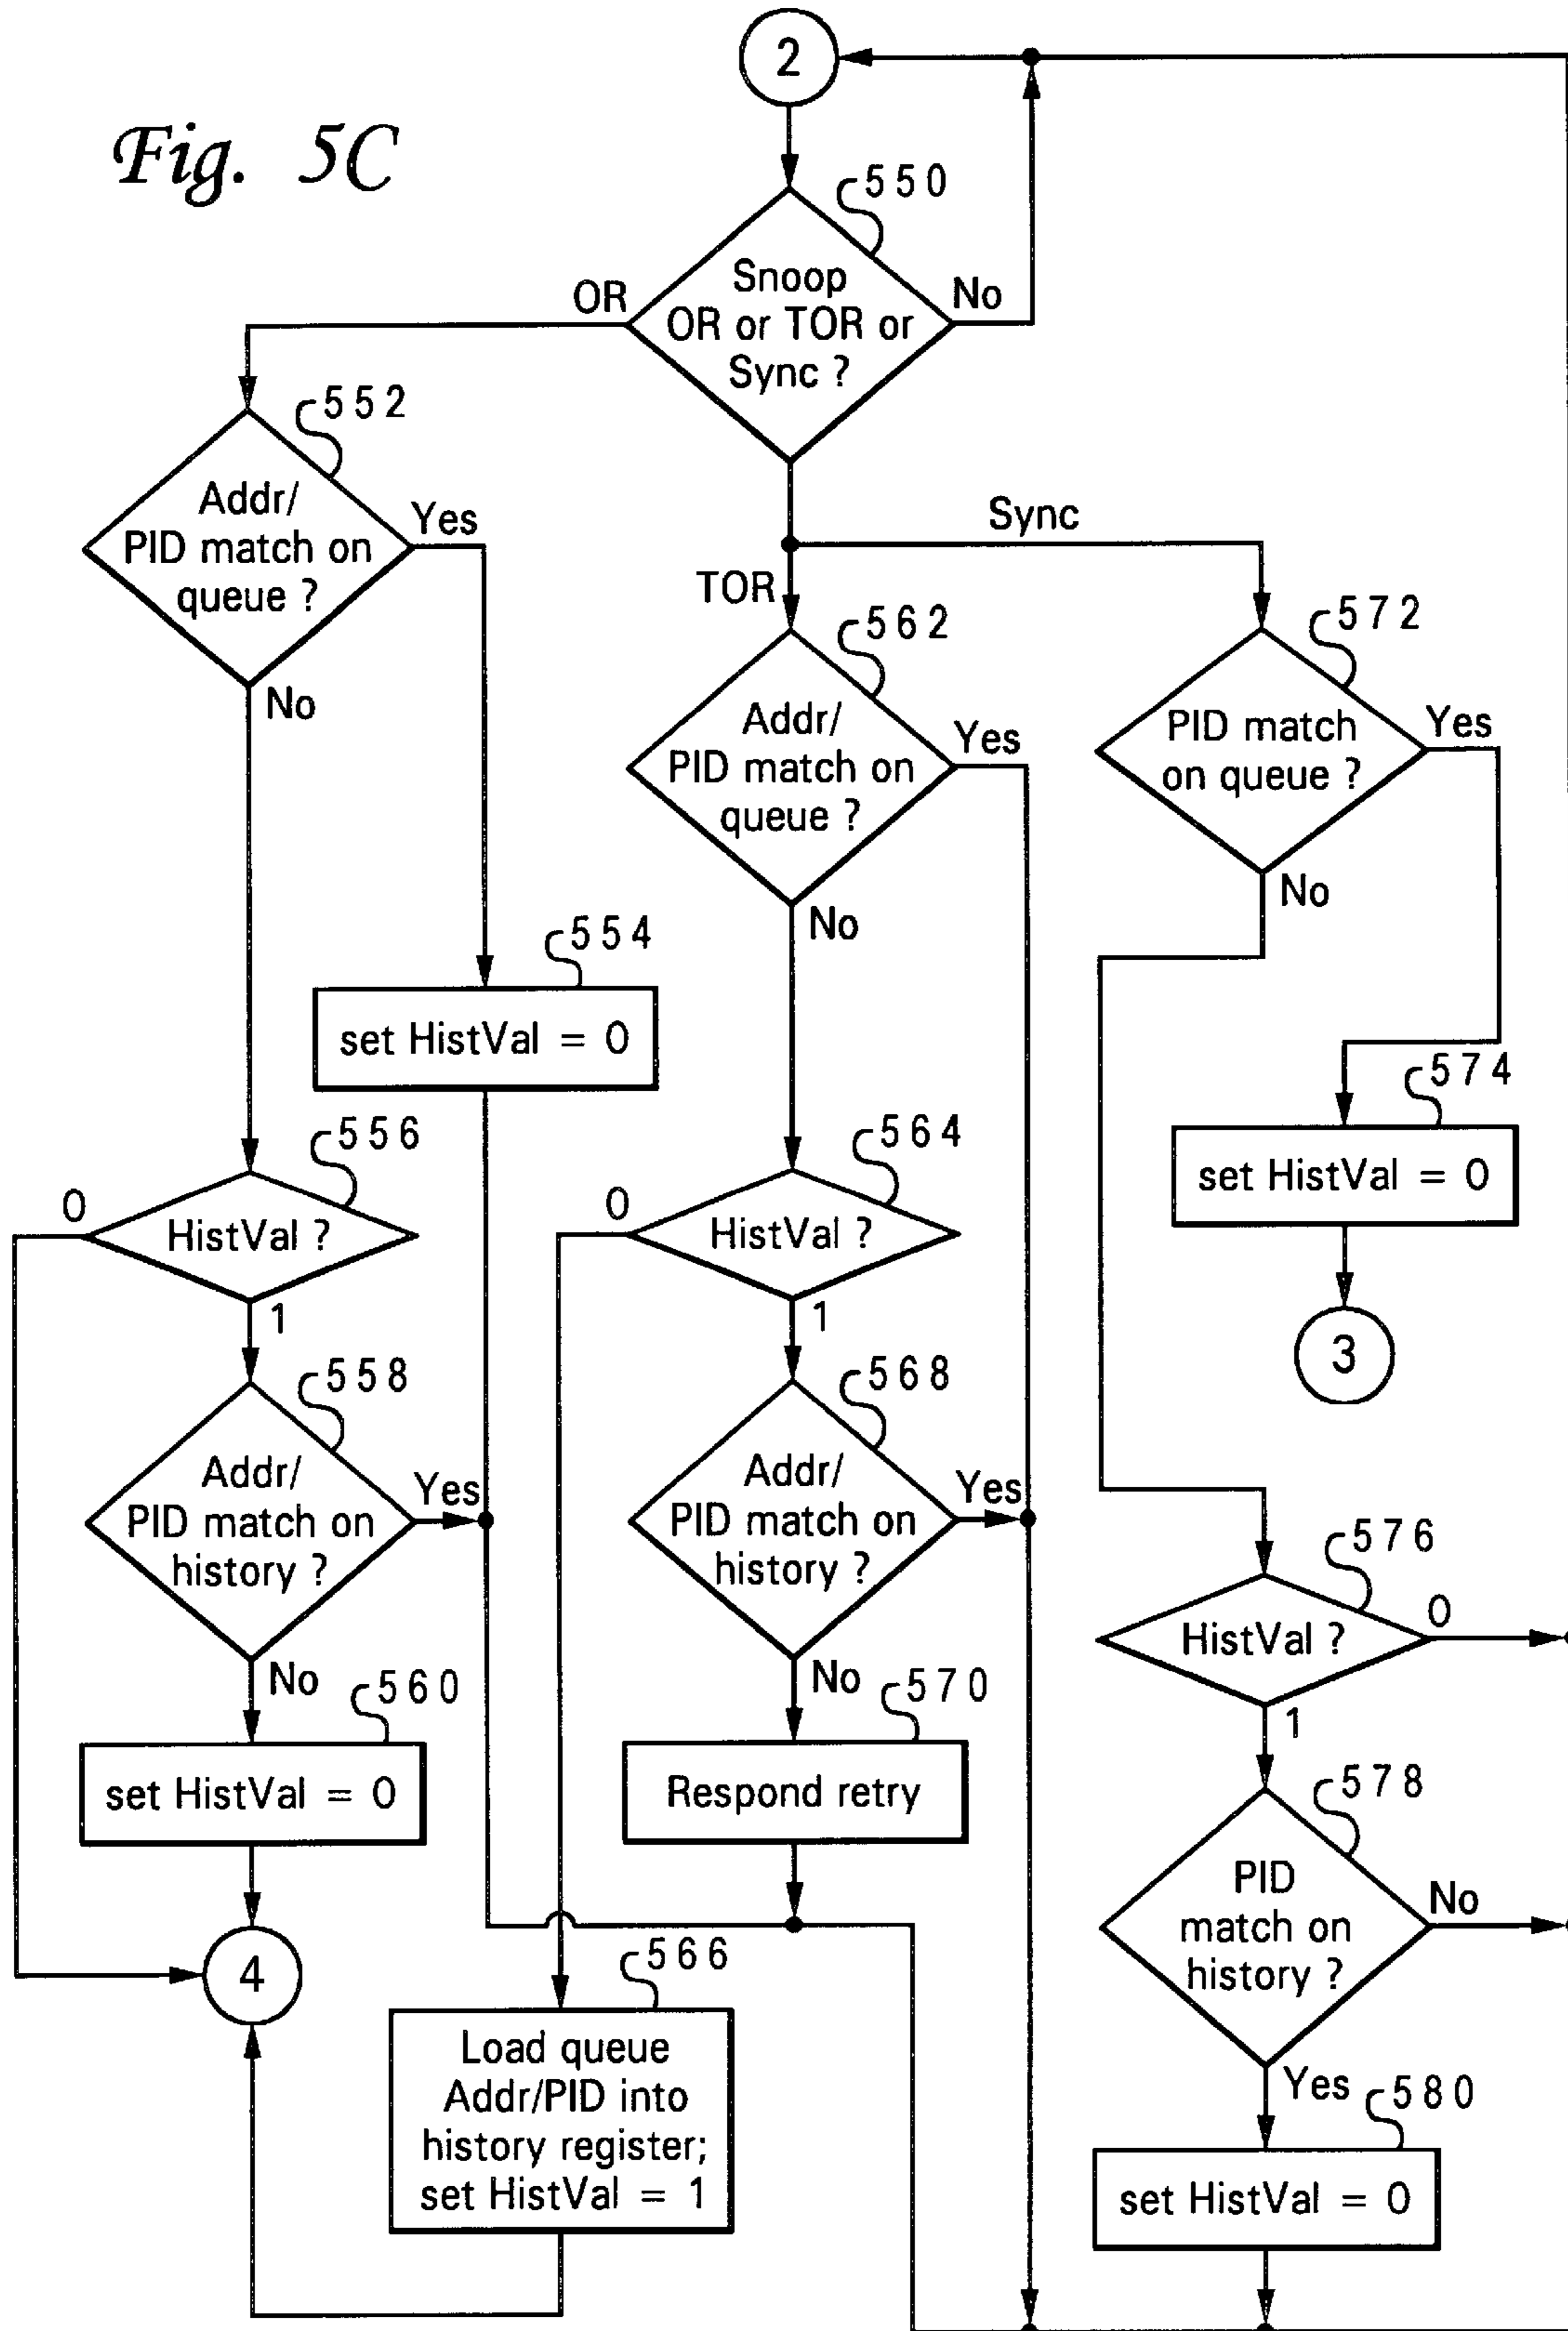 Fig. 5C
2
550
Snoop
OR or TOR or
Sync ?
OR
No
552
Addr/
PID match on
queue ?
Yes
No
Sync
TOR
562
Addr/
PID match on
queue ?
Yes
No
572
PID match
on queue ?
Yes
No
554
set HistVal = 0
574
set HistVal = 0
3
556
HistVal ?
0
1
564
HistVal ?
0
1
558
Addr/
PID match on
history ?
Yes
No
568
Addr/
PID match on
history ?
Yes
No
576
HistVal ?
0
1
560
set HistVal = 0
4
570
Respond retry
578
PID
match on
history ?
No
Yes
566
Load queue
Addr/PID into
history register;
set HistVal = 1
580
set HistVal = 0